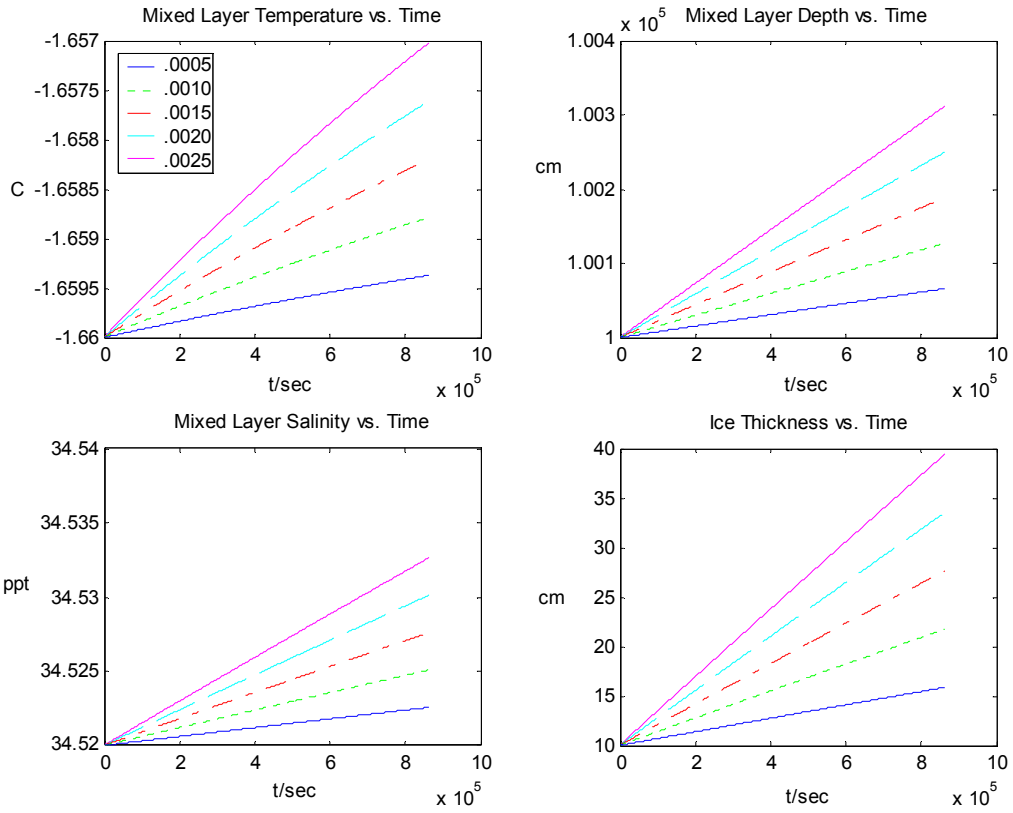 Mixed Layer Temperature vs. Time
-1.657
-1.6575
-1.658
-1.6585
-1.659
-1.6595
-1.66
C
.0005
.0010
.0015
.0020
.0025
0 2 4 6 8 10
t/sec
x 10^5
Mixed Layer Depth vs. Time
x 10^5
1.004
1.003
1.002
1.001
1
cm
0 2 4 6 8 10
t/sec
x 10^5
Mixed Layer Salinity vs. Time
34.54
34.535
34.53
34.525
34.52
ppt
0 2 4 6 8 10
t/sec
x 10^5
Ice Thickness vs. Time
40
35
30
25
20
15
10
cm
0 2 4 6 8 10
t/sec
x 10^5